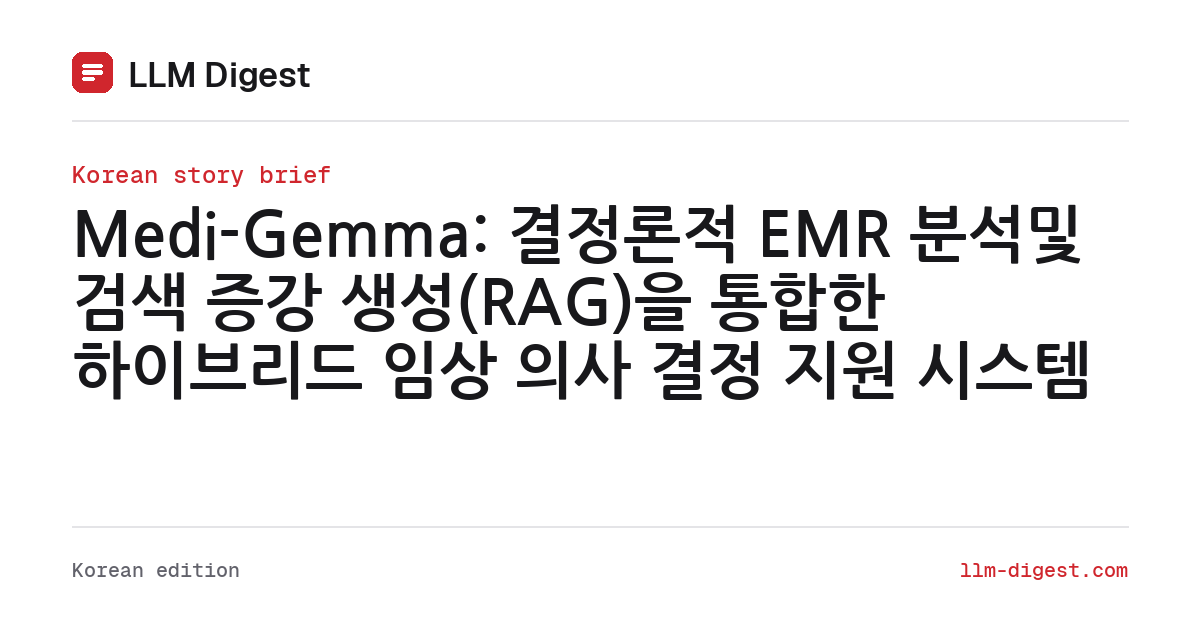 LLM Digest
Korean story brief
Medi-Gemma: 결정론적 EMR 분석및
검색 증강 생성(RAG)을 통합한
하이브리드 임상 의사 결정 지원 시스템
Korean edition
llm-digest.com